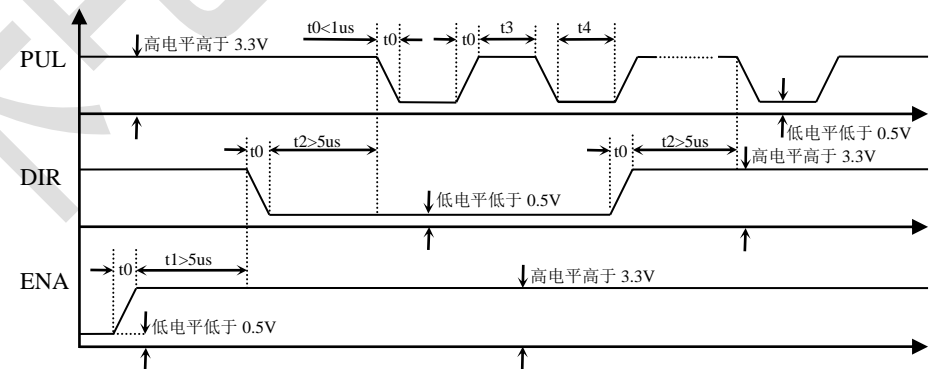 t0<1us
t0
t0
t3
t4
高电平高于 3.3V
PUL
低电平低于 0.5V
t0
t2>5us
t0
t2>5us
高电平高于 3.3V
DIR
低电平低于 0.5V
t0
t1>5us
ENA
高电平高于 3.3V
低电平低于 0.5V